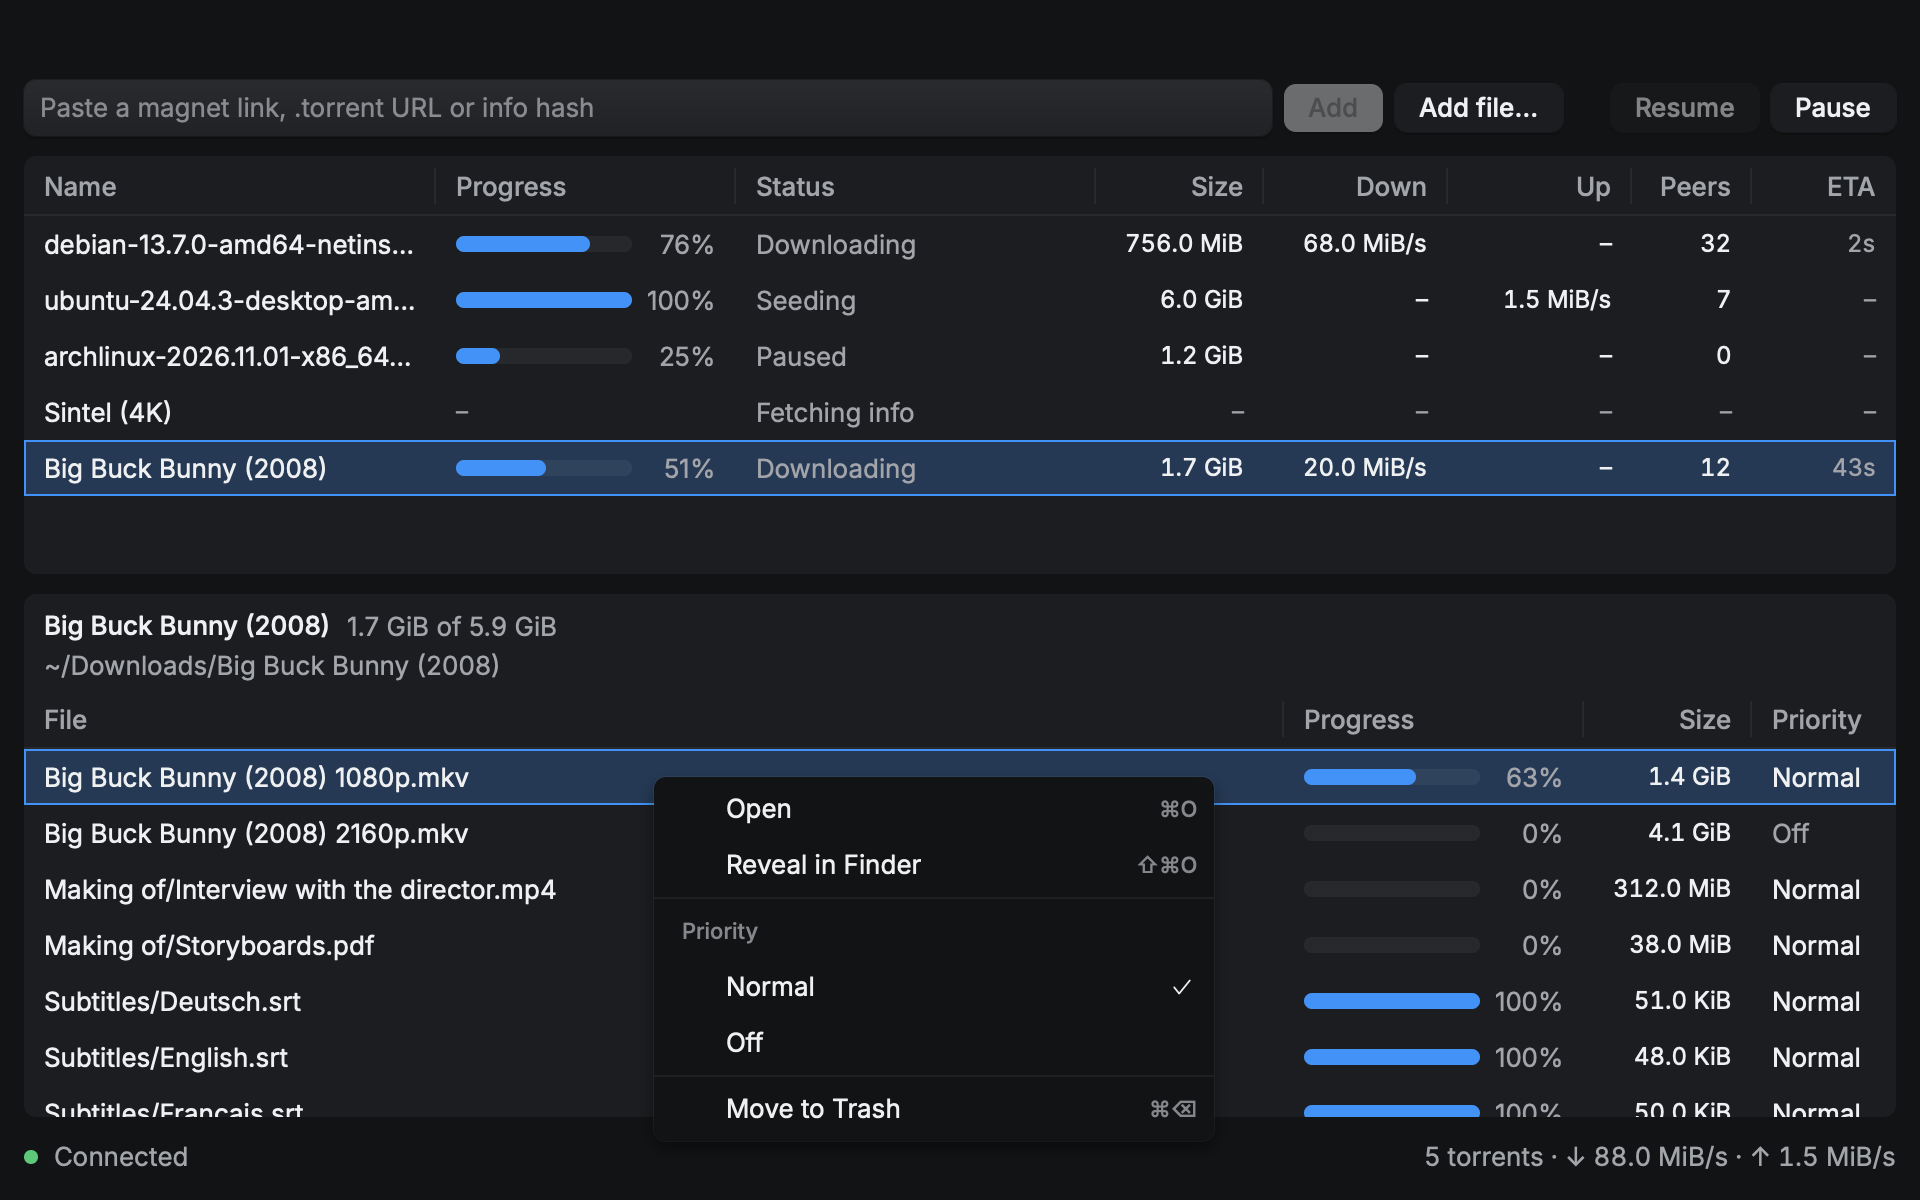 Paste a magnet link, .torrent URL or info hash Add Add file... Resume Pause
Name Progress Status Size Down Up Peers ETA
debian-13.7.0-amd64-netins... 76% Downloading 756.0 MiB 68.0 MiB/s – 32 2s
ubuntu-24.04.3-desktop-am... 100% Seeding 6.0 GiB – 1.5 MiB/s 7 –
archlinux-2026.11.01-x86_64... 25% Paused 1.2 GiB – – 0 –
Sintel (4K) – Fetching info – – – – –
Big Buck Bunny (2008) 51% Downloading 1.7 GiB 20.0 MiB/s – 12 43s
Big Buck Bunny (2008) 1.7 GiB of 5.9 GiB
~/Downloads/Big Buck Bunny (2008)
File Progress Size Priority
Big Buck Bunny (2008) 1080p.mkv 63% 1.4 GiB Normal
Big Buck Bunny (2008) 2160p.mkv 0% 4.1 GiB Off
Making of/Interview with the director.mp4 0% 312.0 MiB Normal
Making of/Storyboards.pdf 0% 38.0 MiB Normal
Subtitles/Deutsch.srt 100% 51.0 KiB Normal
Subtitles/English.srt 100% 48.0 KiB Normal
Subtitles/Français.srt 100% 50.0 KiB Normal
Open ⌘O
Reveal in Finder ⇧⌘O
Priority
Normal ✓
Off
Move to Trash ⌘⌫
Connected 5 torrents · ↓ 88.0 MiB/s · ↑ 1.5 MiB/s